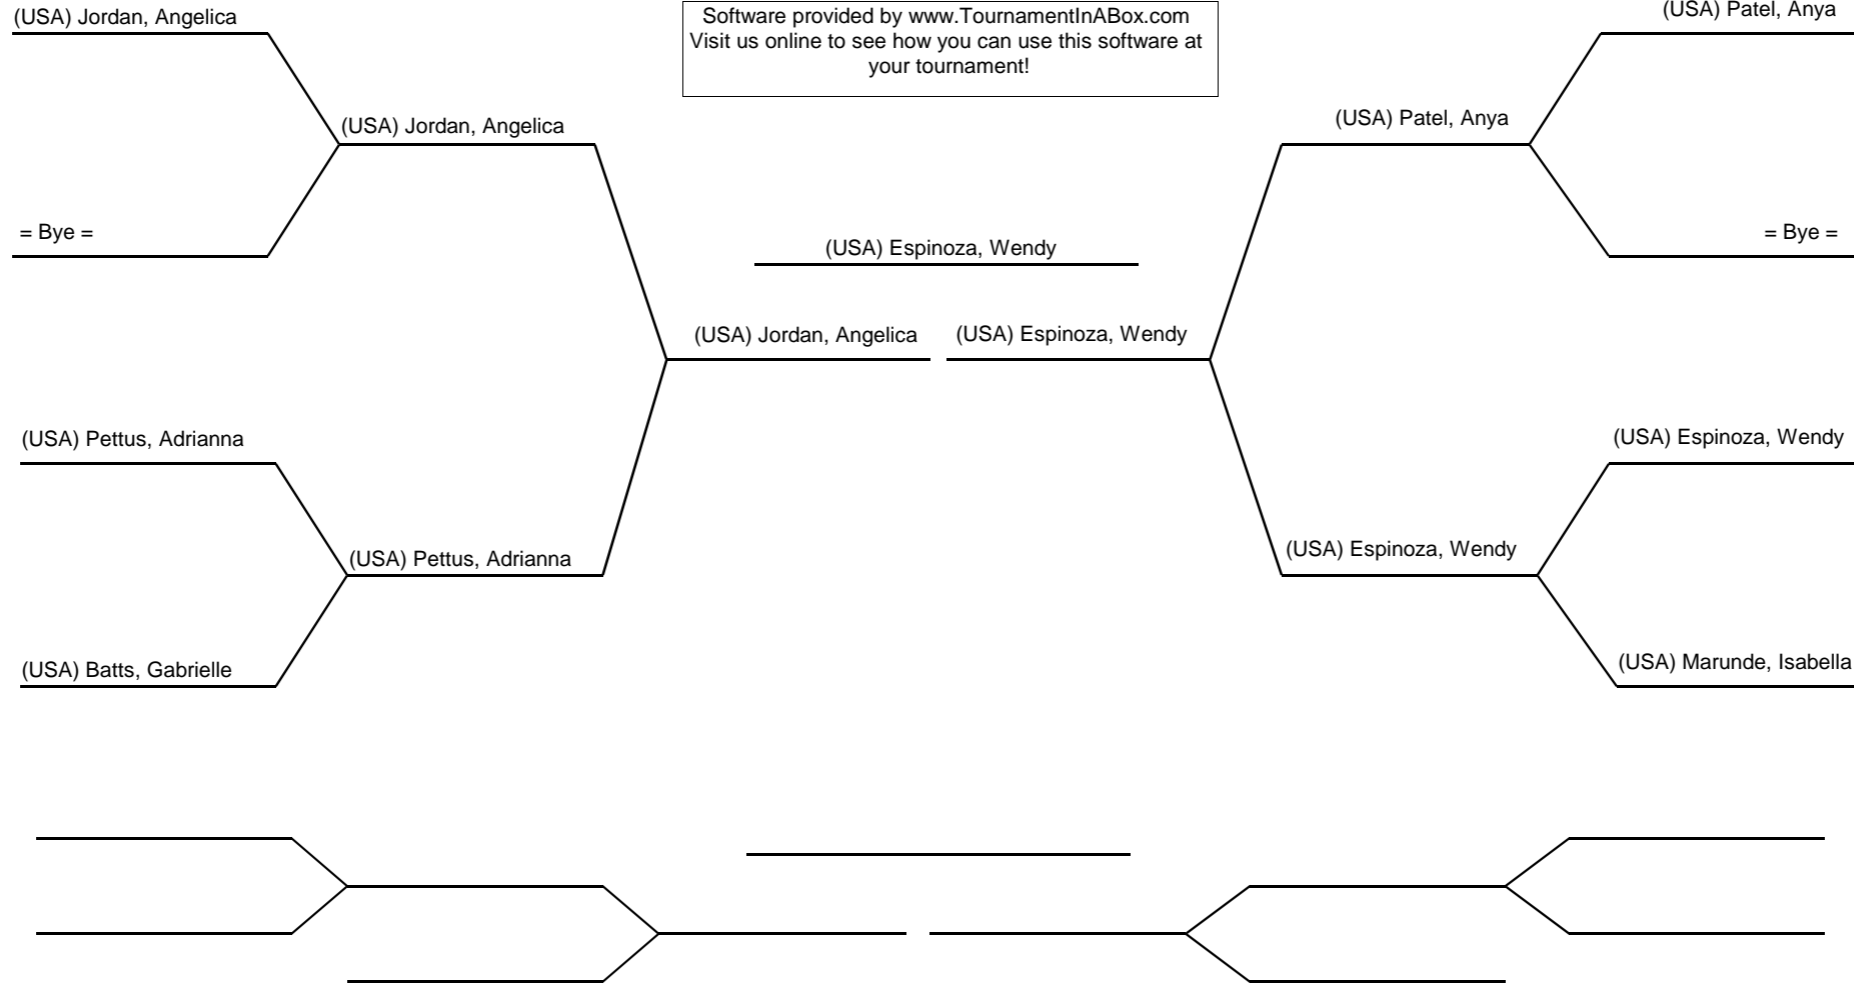 (USA) Jordan, Angelica
Software provided by www.TournamentInABox.com
Visit us online to see how you can use this software at
your tournament!
(USA) Patel, Anya
(USA) Jordan, Angelica
(USA) Patel, Anya
= Bye =
(USA) Espinoza, Wendy
= Bye =
(USA) Jordan, Angelica
(USA) Espinoza, Wendy
(USA) Pettus, Adrianna
(USA) Espinoza, Wendy
(USA) Pettus, Adrianna
(USA) Espinoza, Wendy
(USA) Batts, Gabrielle
(USA) Marunde, Isabella